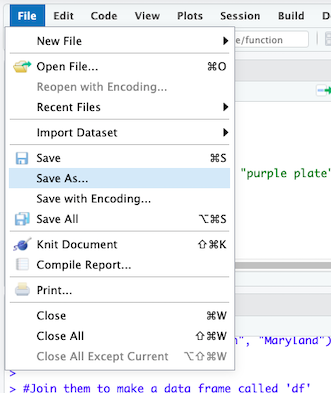 File Edit Code View Plots Session Build
New File
e/function
Open File... ⌘O
Reopen with Encoding...
Recent Files
Import Dataset
Save ⌘S
Save As... "purple plate"
Save with Encoding...
Save All ⌥⌘S
Knit Document ⇧⌘K
Compile Report...
Print...
Close ⌘W
Close All ⇧⌘W
", "Maryland")
Close All Except Current ⌥⇧⌘W
>
> #Join them to make a data frame called 'df'